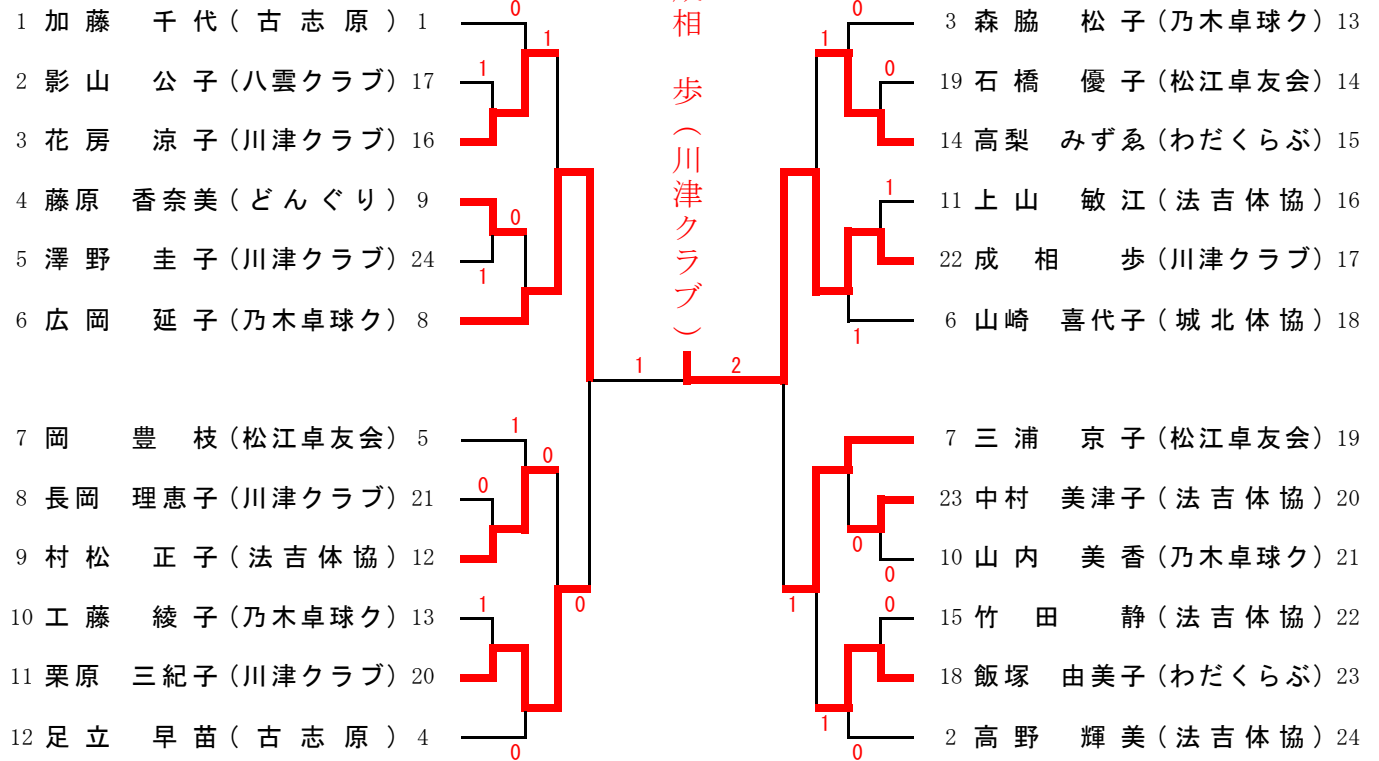 1 加藤 千代 (古志原) 1
2 影山 公子 (八雲クラブ) 17
3 花房 涼子 (川津クラブ) 16
4 藤原 香奈美 (どんぐり) 9
5 澤野 圭子 (川津クラブ) 24
6 広岡 延子 (乃木卓球ク) 8
7 岡 豊枝 (松江卓友会) 5
8 長岡 理恵子 (川津クラブ) 21
9 村松 正子 (法吉体協) 12
10 工藤 綾子 (乃木卓球ク) 13
11 栗原 三紀子 (川津クラブ) 20
12 足立 早苗 (古志原) 4
0
1
1
0
1
1
0
0
1
0
0
相 歩 (川津クラブ)
1 2
0
1
0
1
1
0
0
1
0
1
0
3 森脇 松子 (乃木卓球ク) 13
19 石橋 優子 (松江卓友会) 14
14 高梨 みずゑ (わだくらぶ) 15
11 上山 敏江 (法吉体協) 16
22 成相 歩 (川津クラブ) 17
6 山崎 喜代子 (城北体協) 18
7 三浦 京子 (松江卓友会) 19
23 中村 美津子 (法吉体協) 20
10 山内 美香 (乃木卓球ク) 21
15 竹田 静 (法吉体協) 22
18 飯塚 由美子 (わだくらぶ) 23
2 高野 輝美 (法吉体協) 24